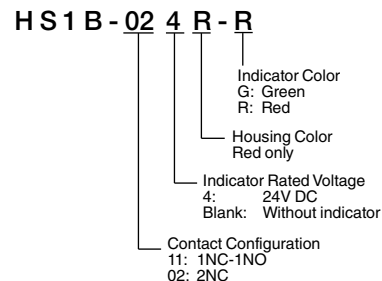 HS1B-024R-R
Indicator Color
G: Green
R: Red
Housing Color
Red only
Indicator Rated Voltage
4: 24V DC
Blank: Without indicator
Contact Configuration
11: 1NC-1NO
02: 2NC